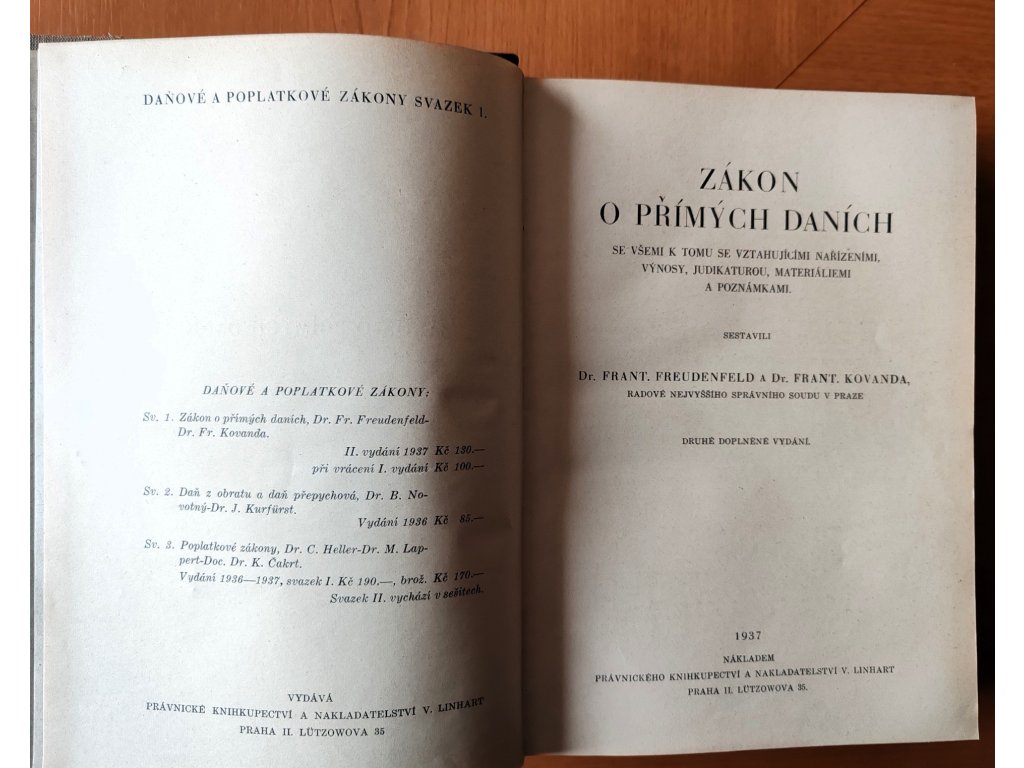 DAŇOVÉ A POPLATKOVÉ ZÁKONY SVAZEK 1.
DAŇOVÉ A POPLATKOVÉ ZÁKONY:
Sv. 1. Zákon o přímých daních, Dr. Fr. Freudenfeld-
Dr. Fr. Kovanda.
II. vydání 1937 Kč 130.—
při vrácení I. vydání Kč 100.—
Sv. 2. Daň z obratu a daň přepychová, Dr. B. No-
votný-Dr. J. Kurfürst.
Vydání 1936 Kč 85.—
Sv. 3. Poplatkové zákony, Dr. C. Heller-Dr. M. Lap-
pert-Doc. Dr. K. Čakrt.
Vydání 1936—1937, svazek I. Kč 190.—, brož. Kč 170.—
Svazek II. vychází v sešitech.
VYDÁVÁ
PRÁVNICKÉ KNIHKUPECTVÍ A NAKLADATELSTVÍ V. LINHART
PRAHA II. LÜTZOWOVA 35
ZÁKON
O PŘÍMÝCH DANÍCH
SE VŠEMI K TOMU SE VZTAHUJÍCÍMI NAŘÍZENÍMI,
VÝNOSY, JUDIKATUROU, MATERIÁLIEMI
A POZNÁMKAMI.
SESTAVILI
Dr. FRANT. FREUDENFELD A Dr. FRANT. KOVANDA,
RADOVÉ NEJVYŠŠÍHO SPRÁVNÍHO SOUDU V PRAZE
DRUHÉ DOPLNĚNÉ VYDÁNÍ.
1937
NÁKLADEM
PRÁVNICKÉHO KNIHKUPECTVÍ A NAKLADATELSTVÍ V. LINHART
PRAHA II. LÜTZOWOVA 35.